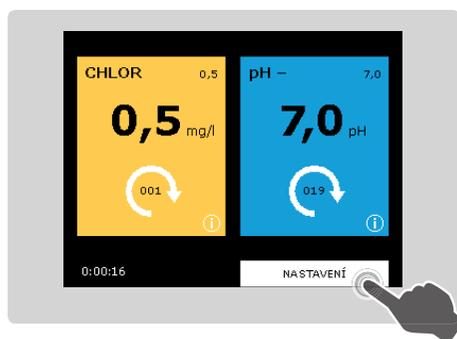 CHLOR 0,5
0,5 mg/l
001
i
pH – 7,0
7,0 pH
019
i
0:00:16
NASTAVENÍ